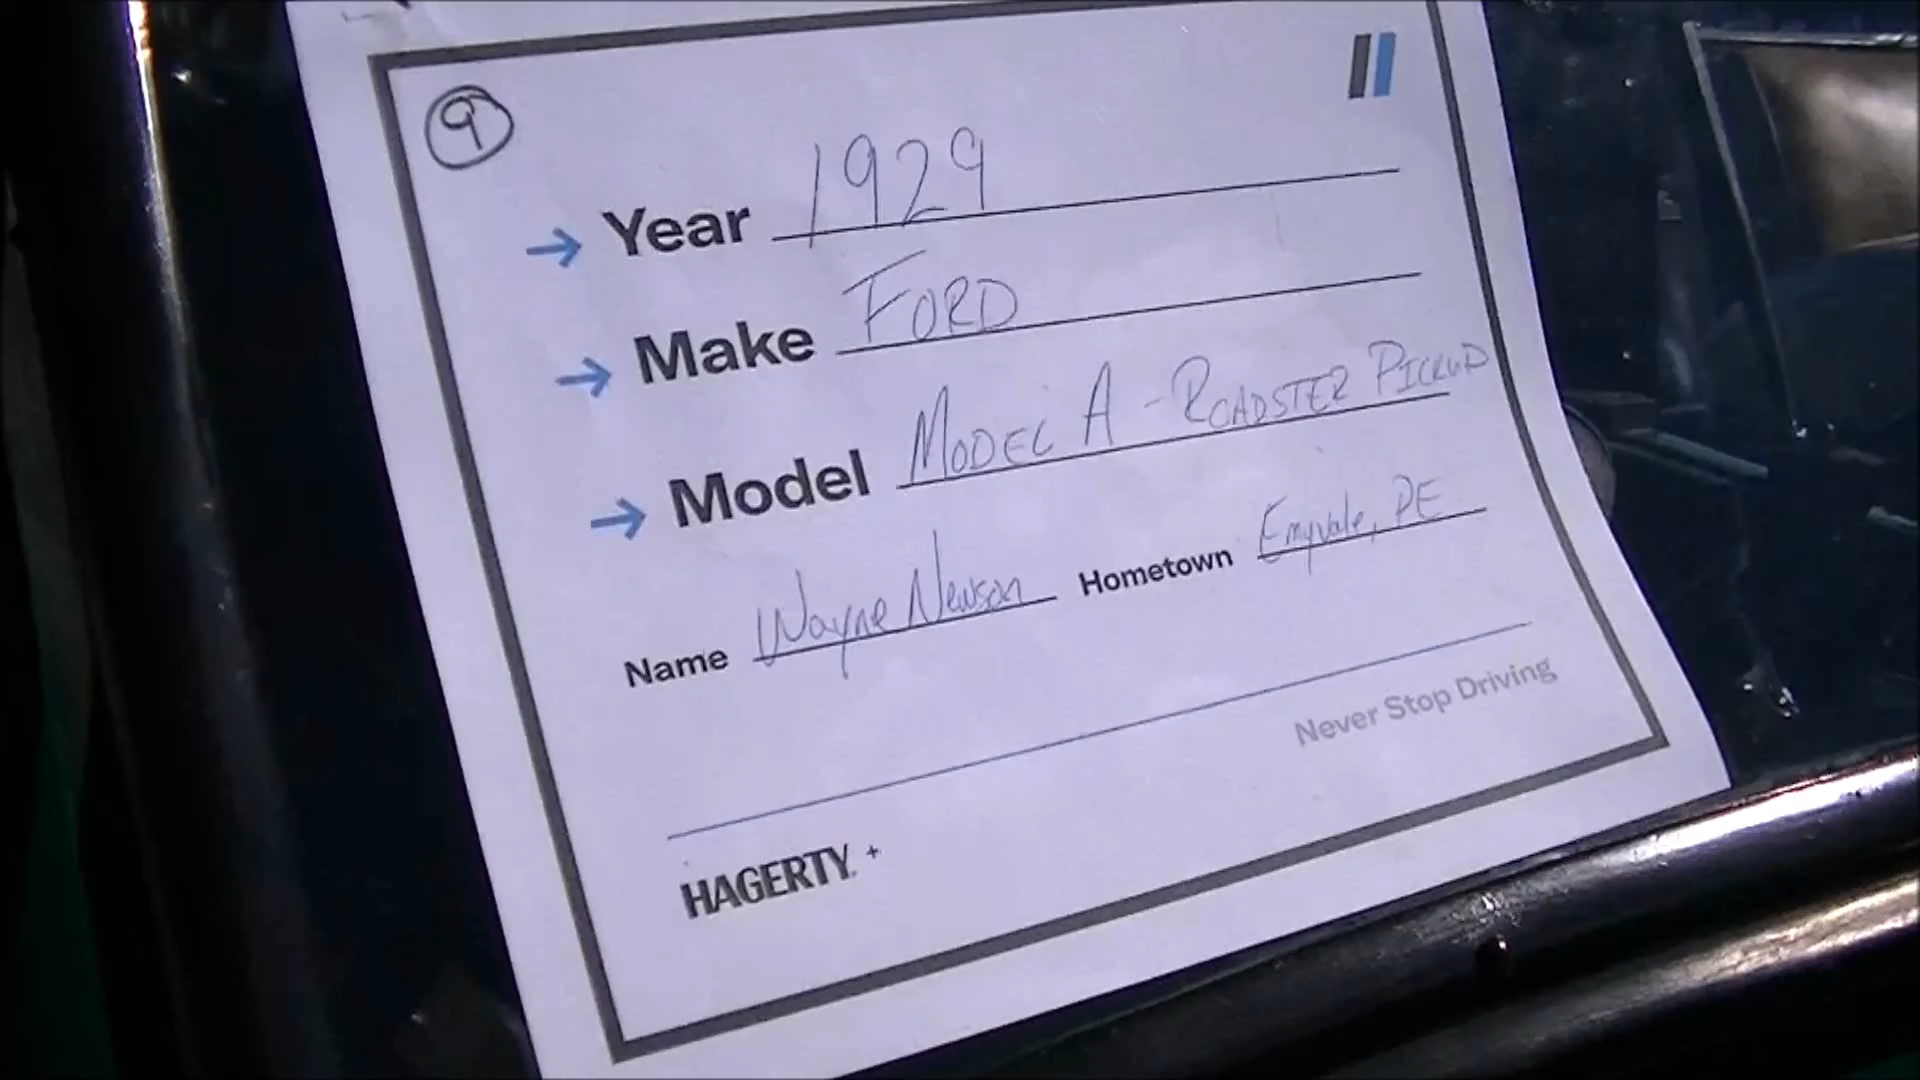 9
Year 1929
Make FORD
Model MODEL A - ROADSTER PICKUP
Name Wayne Newson Hometown Emyvale, PE
Never Stop Driving
HAGERTY +